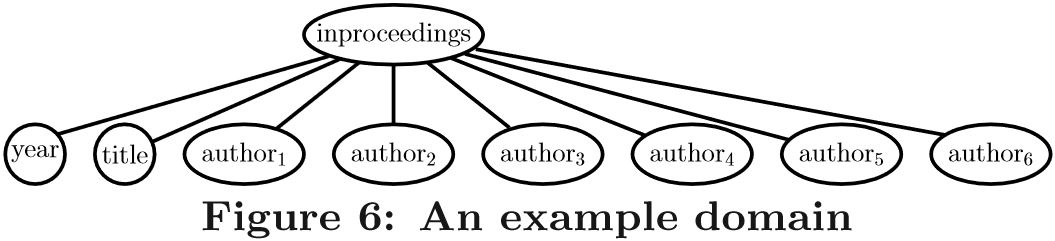 inproceedings
year title author₁ author₂ author₃ author₄ author₅ author₆
Figure 6: An example domain